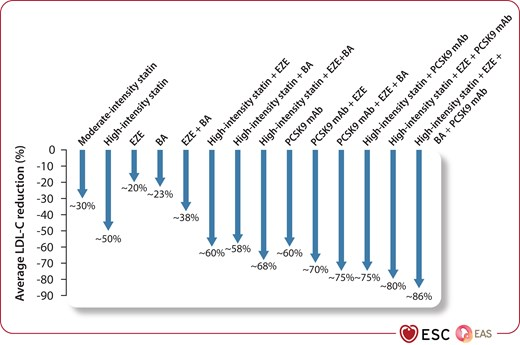 Moderate-intensity statin
High-intensity statin
EZE
BA
EZE + BA
High-intensity statin + EZE
High-intensity statin + BA
High-intensity statin + EZE+BA
PCSK9 mAb
PCSK9 mAb + EZE
PCSK9 mAb + EZE + BA
High-intensity statin + PCSK9 mAb
High-intensity statin + EZE + PCSK9 mAb
High-intensity statin + EZE +
BA + PCSK9 mAb
Average LDL-C reduction (%)
0
-10
-20
-30
-40
-50
-60
-70
-80
-90
~30%
~50%
~20%
~23%
~38%
~60%
~58%
~68%
~60%
~70%
~75%
~75%
~80%
~86%
ESC EAS